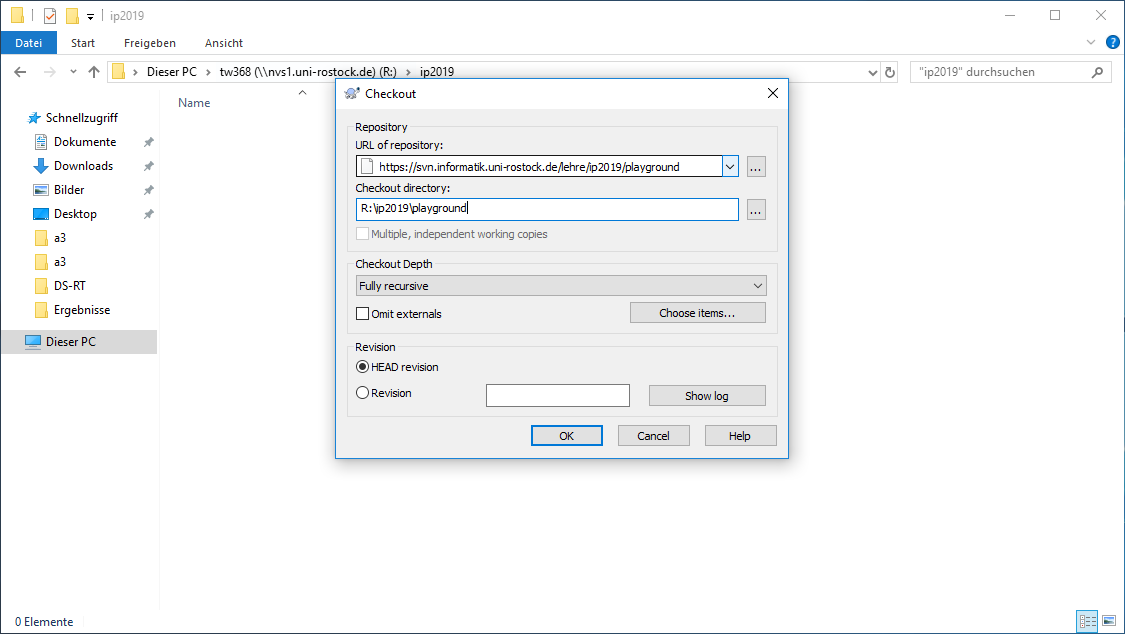 ip2019
Datei Start Freigeben Ansicht
Dieser PC tw368 (\\nvs1.uni-rostock.de) (R:) ip2019
"ip2019" durchsuchen
Schnellzugriff
Dokumente
Downloads
Bilder
Desktop
a3
a3
DS-RT
Ergebnisse
Dieser PC
Name
Checkout
Repository
URL of repository:
https://svn.informatik.uni-rostock.de/lehre/ip2019/playground
...
Checkout directory:
R:\ip2019\playground
...
Multiple, independent working copies
Checkout Depth
Fully recursive
Omit externals
Choose items...
Revision
HEAD revision
Revision
Show log
OK Cancel Help
0 Elemente